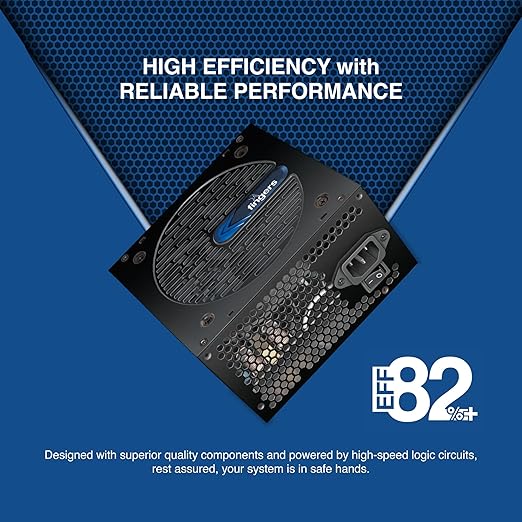 HIGH EFFICIENCY with
RELIABLE PERFORMANCE
fingers
EFF 82%+
Designed with superior quality components and powered by high-speed logic circuits,
rest assured, your system is in safe hands.